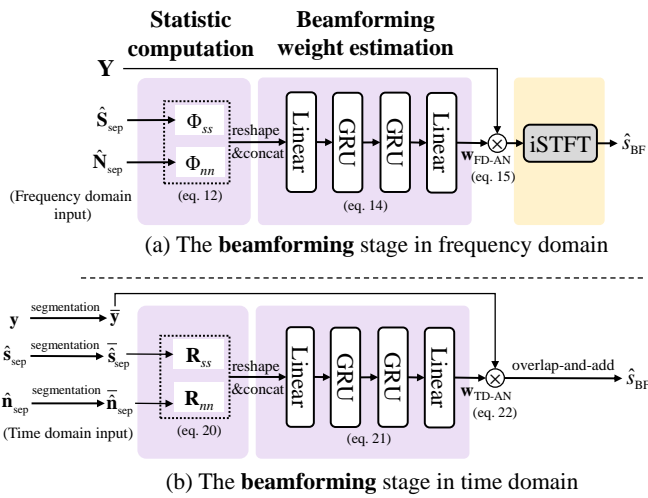 Statistic computation
Beamforming weight estimation
Y
Ŝsep
N̂sep
(Frequency domain input)
Φss
Φnn
(eq. 12)
reshape &concat
Linear
GRU
GRU
Linear
(eq. 14)
wFD-AN
(eq. 15)
iSTFT
ŝBF
(a) The beamforming stage in frequency domain
y segmentation ȳ
ŝsep segmentation s̄̂sep
n̂sep segmentation n̄̂sep
(Time domain input)
Rss
Rnn
(eq. 20)
reshape &concat
Linear
GRU
GRU
Linear
(eq. 21)
wTD-AN
(eq. 22)
overlap-and-add
ŝBF
(b) The beamforming stage in time domain